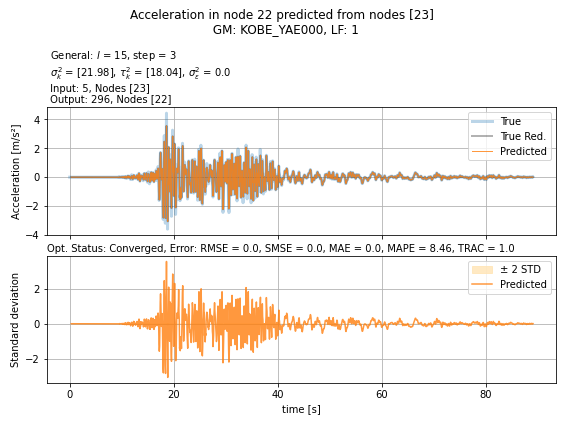 Acceleration in node 22 predicted from nodes [23]
GM: KOBE_YAE000, LF: 1
General: l = 15, step = 3
σ²ₖ = [21.98], τ²ₖ = [18.04], σ²ₑ = 0.0
Input: 5, Nodes [23]
Output: 296, Nodes [22]
Acceleration [m/s²]
4
2
0
−2
−4
True
True Red.
Predicted
Opt. Status: Converged, Error: RMSE = 0.0, SMSE = 0.0, MAE = 0.0, MAPE = 8.46, TRAC = 1.0
Standard deviation
2
0
−2
± 2 STD
Predicted
0 20 40 60 80
time [s]